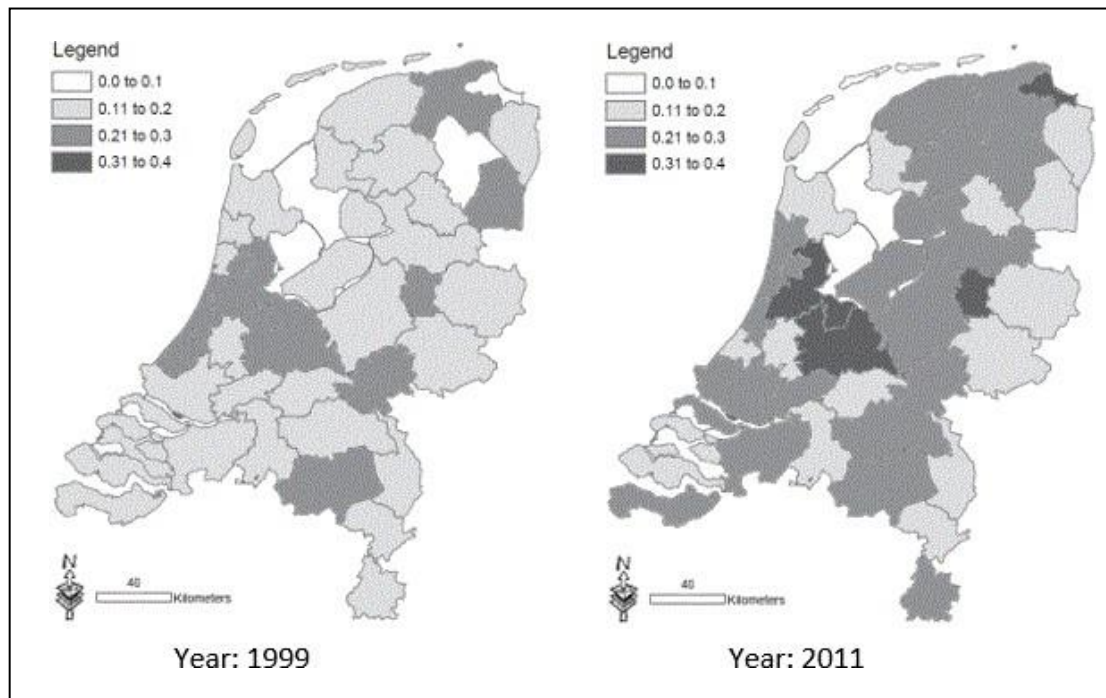 Legend
0.0 to 0.1
0.11 to 0.2
0.21 to 0.3
0.31 to 0.4
N
40
Kilometers
Year: 1999
Legend
0.0 to 0.1
0.11 to 0.2
0.21 to 0.3
0.31 to 0.4
N
40
Kilometers
Year: 2011